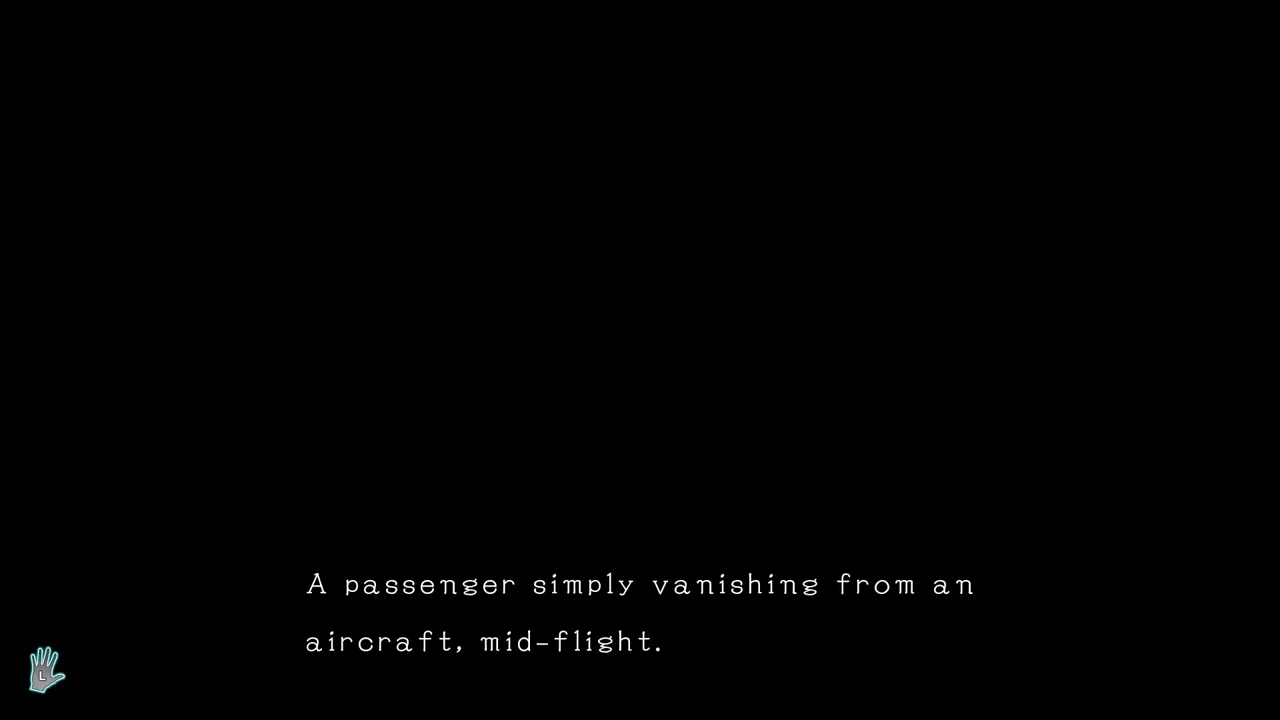 A passenger simply vanishing from an
aircraft, mid-flight.
L